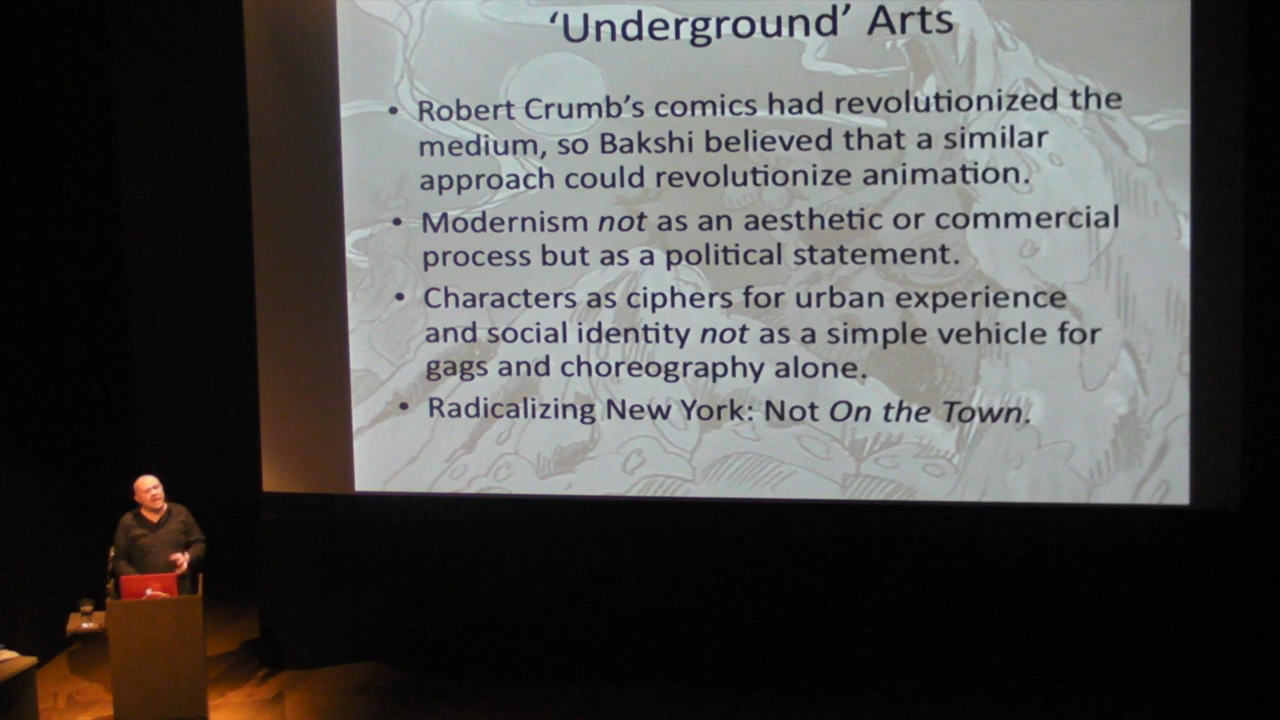 ‘Underground’ Arts
• Robert Crumb’s comics had revolutionized the
medium, so Bakshi believed that a similar
approach could revolutionize animation.
• Modernism not as an aesthetic or commercial
process but as a political statement.
• Characters as ciphers for urban experience
and social identity not as a simple vehicle for
gags and choreography alone.
• Radicalizing New York: Not On the Town.